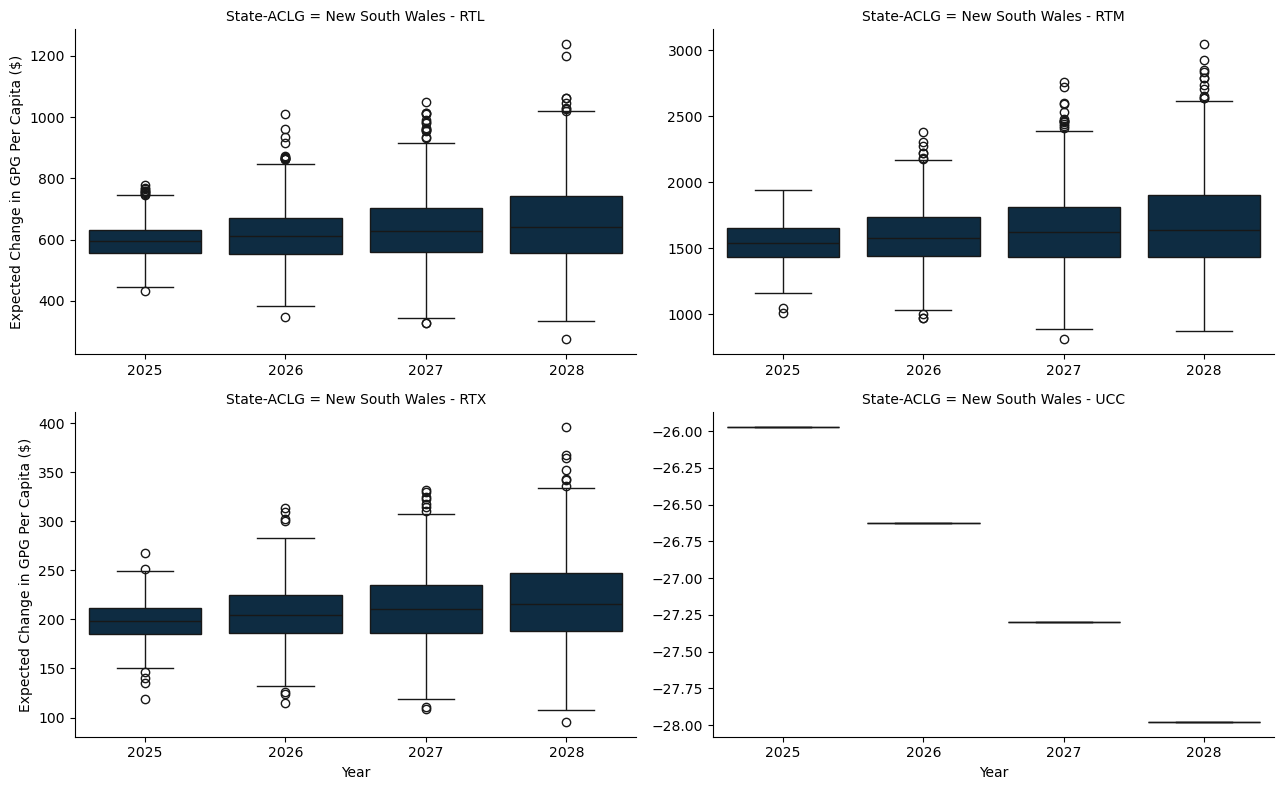 State-ACLG = New South Wales - RTL
Expected Change in GPG Per Capita ($)
1200
1000
800
600
400
2025 2026 2027 2028
State-ACLG = New South Wales - RTM
3000
2500
2000
1500
1000
2025 2026 2027 2028
State-ACLG = New South Wales - RTX
Expected Change in GPG Per Capita ($)
400
350
300
250
200
150
100
2025 2026 2027 2028
Year
State-ACLG = New South Wales - UCC
−26.00
−26.25
−26.50
−26.75
−27.00
−27.25
−27.50
−27.75
−28.00
2025 2026 2027 2028
Year